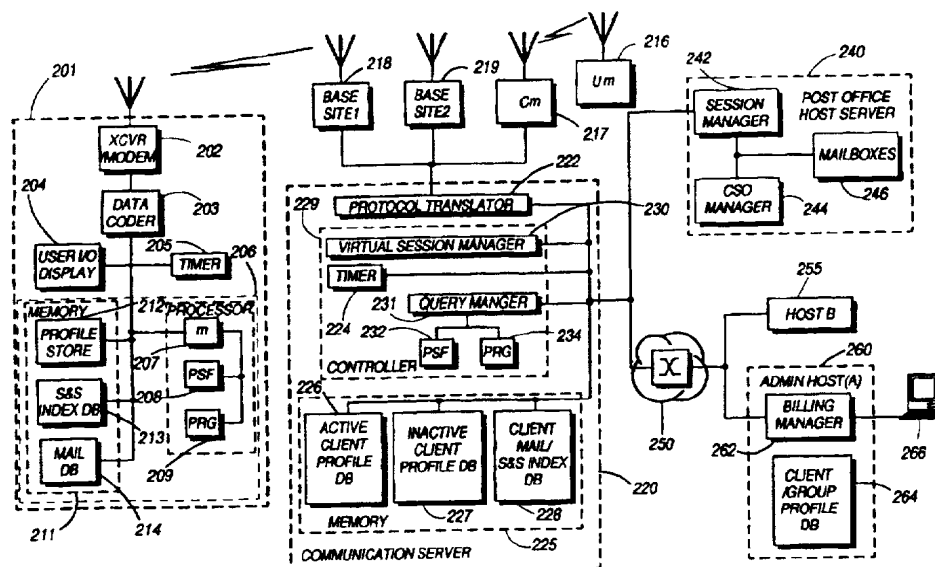 201
XCVR
/MODEM
202
204
DATA
CODER
203
205
206
USER I/O
DISPLAY
TIMER
MEMORY
212
PROCESSOR
PROFILE
STORE
m
207
S&S
INDEX DB
PSF
208
213
MAIL
DB
PRG
209
211
214
218
BASE
SITE1
219
BASE
SITE2
Cm
217
Um
216
222
PROTOCOL TRANSLATOR
229
230
VIRTUAL SESSION MANAGER
TIMER
224
231
QUERY MANGER
232
PSF
PRG
234
CONTROLLER
226
ACTIVE
CLIENT
PROFILE
DB
INACTIVE
CLIENT
PROFILE DB
CLIENT
MAIL/
S&S INDEX
DB
227
228
MEMORY
225
COMMUNICATION SERVER
220
242
240
SESSION
MANAGER
POST OFFICE
HOST SERVER
MAILBOXES
246
CSO
MANAGER
244
250
255
HOST B
260
ADMIN HOST(A)
BILLING
MANAGER
262
266
CLIENT
/GROUP
PROFILE
DB
264